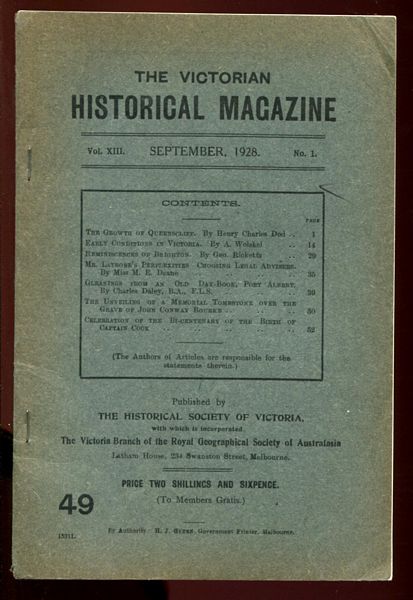 THE VICTORIAN
HISTORICAL MAGAZINE
Vol. XIII. SEPTEMBER, 1928. No. 1.
CONTENTS.
PAGE
THE GROWTH OF QUEENSCLIFF. By Henry Charles Dod .. 1
EARLY CONDITIONS IN VICTORIA. By A. Woiskel .. 14
REMINISCENCES OF BRIGHTON. By Geo. Ricketts .. 29
MR. LATROBE'S PERPLEXITIES CHOOSING LEGAL ADVISERS.
By Miss M. E. Deane .. .. .. 35
GLEANINGS FROM AN OLD DAY-BOOK, PORT ALBERT.
By Charles Daley, B.A., F.L.S. .. .. 39
THE UNVEILING OF A MEMORIAL TOMBSTONE OVER THE
GRAVE OF JOHN CONWAY BOURKE .. .. .. 50
CELEBRATION OF THE BI-CENTENARY OF THE BIRTH OF
CAPTAIN COOK .. .. .. .. 52
(The Authors of Articles are responsible for the
statements therein.)
Published by
THE HISTORICAL SOCIETY OF VICTORIA,
with which is incorporated
The Victoria Branch of the Royal Geographical Society of Australasia
Latham House, 234 Swanston Street, Melbourne.
PRICE TWO SHILLINGS AND SIXPENCE.
(To Members Gratis.)
49
By Authority: H. J. GREEN, Government Printer, Melbourne.
15311.